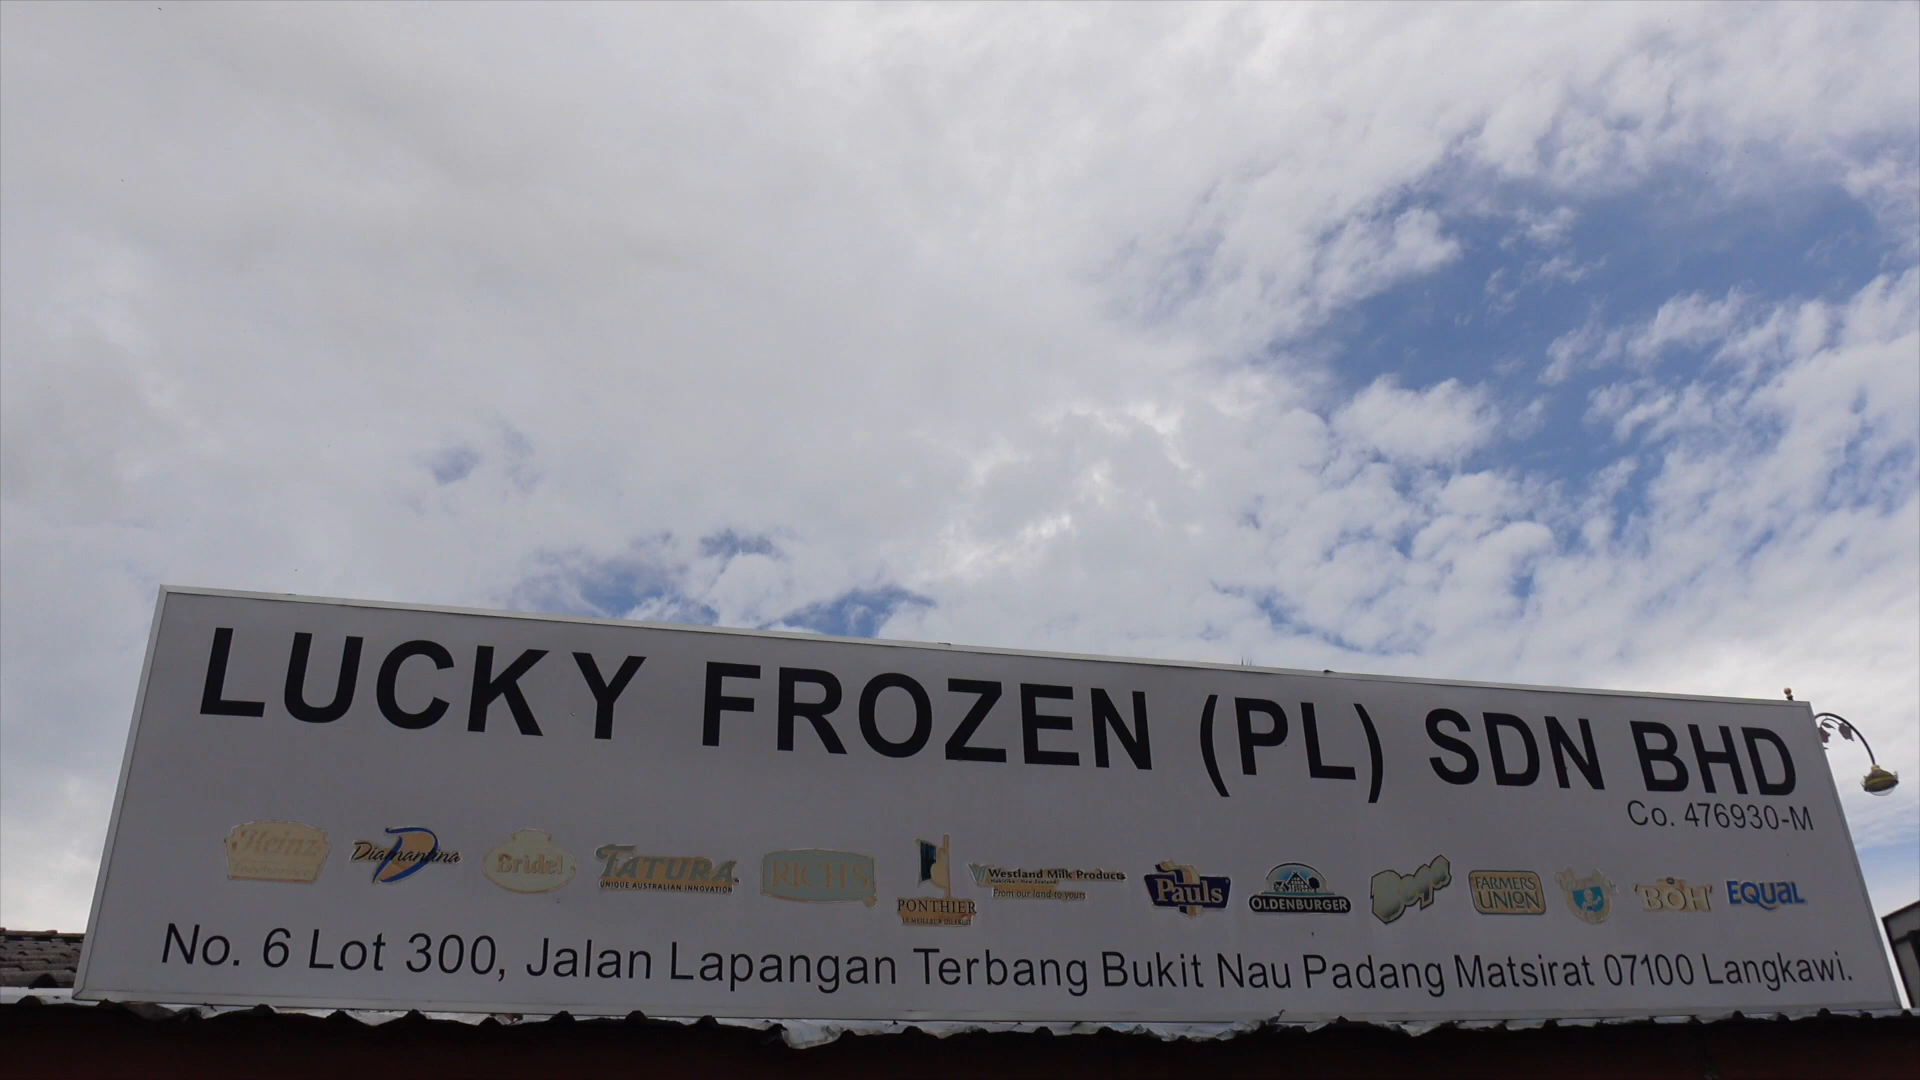 LUCKY FROZEN (PL) SDN BHD
Co. 476930-M
Heinz
Diamantina
Bridel
TATURA
UNIQUE AUSTRALIAN INNOVATION
RICH'S
PONTHIER
Westland Milk Products
From our land to yours
Pauls
OLDENBURGER
FARMERS UNION
BOH
EQUAL
No. 6 Lot 300, Jalan Lapangan Terbang Bukit Nau Padang Matsirat 07100 Langkawi.